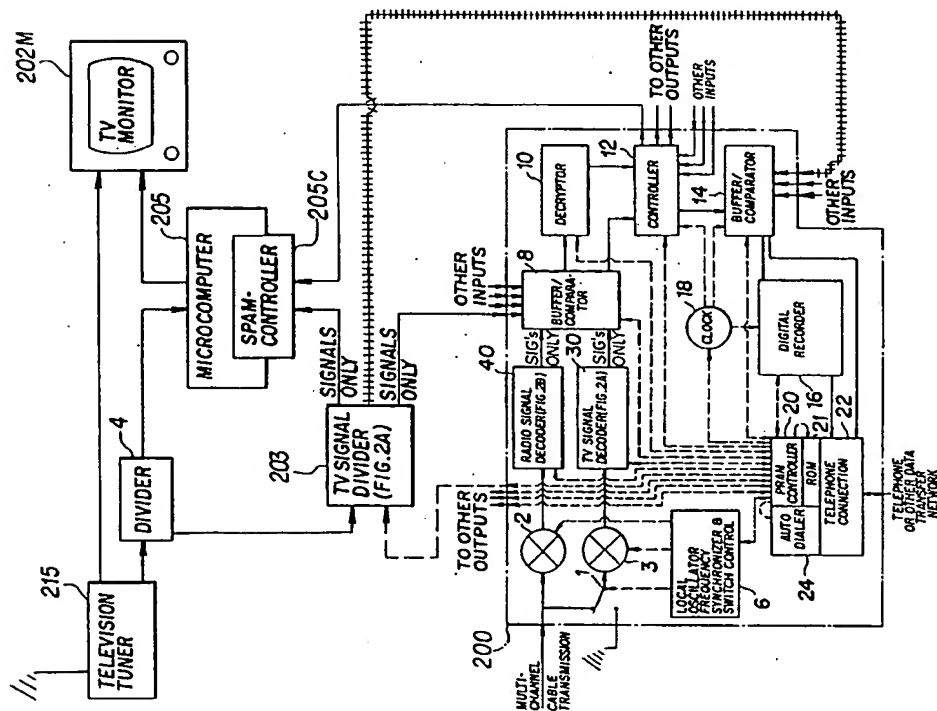 202M
TV MONITOR
205
MICROCOMPUTER
SPAM-
CONTROLLER
205C
4
DIVIDER
215
TELEVISION
TUNER
203
TV SIGNAL
DIVIDER
(FIG.2A)
SIGNALS
ONLY
SIGNALS
ONLY
OTHER
INPUTS
TO OTHER
OUTPUTS
OTHER
INPUTS
10
DECRYPTOR
12
CONTROLLER
8
BUFFER/
COMPARA-
TOR
14
BUFFER/
COMPARATOR
OTHER
INPUTS
40
RADIO SIGNAL
DECODER(FIG.2B)
SIG's
ONLY
30
TV SIGNAL
DECODER(FIG.2A)
SIG's
ONLY
18
CLOCK
DIGITAL
RECORDER
16
TO OTHER
OUTPUTS
2
3
1
LOCAL
OSCILLATOR
FREQUENCY
SYNCHRONIZER &
SWITCH CONTROL
6
20
21
22
AUTO
DIALER
PRAM
CONTROLLER
ROM
TELEPHONE
CONNECTION
24
200
MULTI-
CHANNEL
CABLE TRANSMISSION
TELEPHONE
OR OTHER DATA
TRANSFER
NETWORK